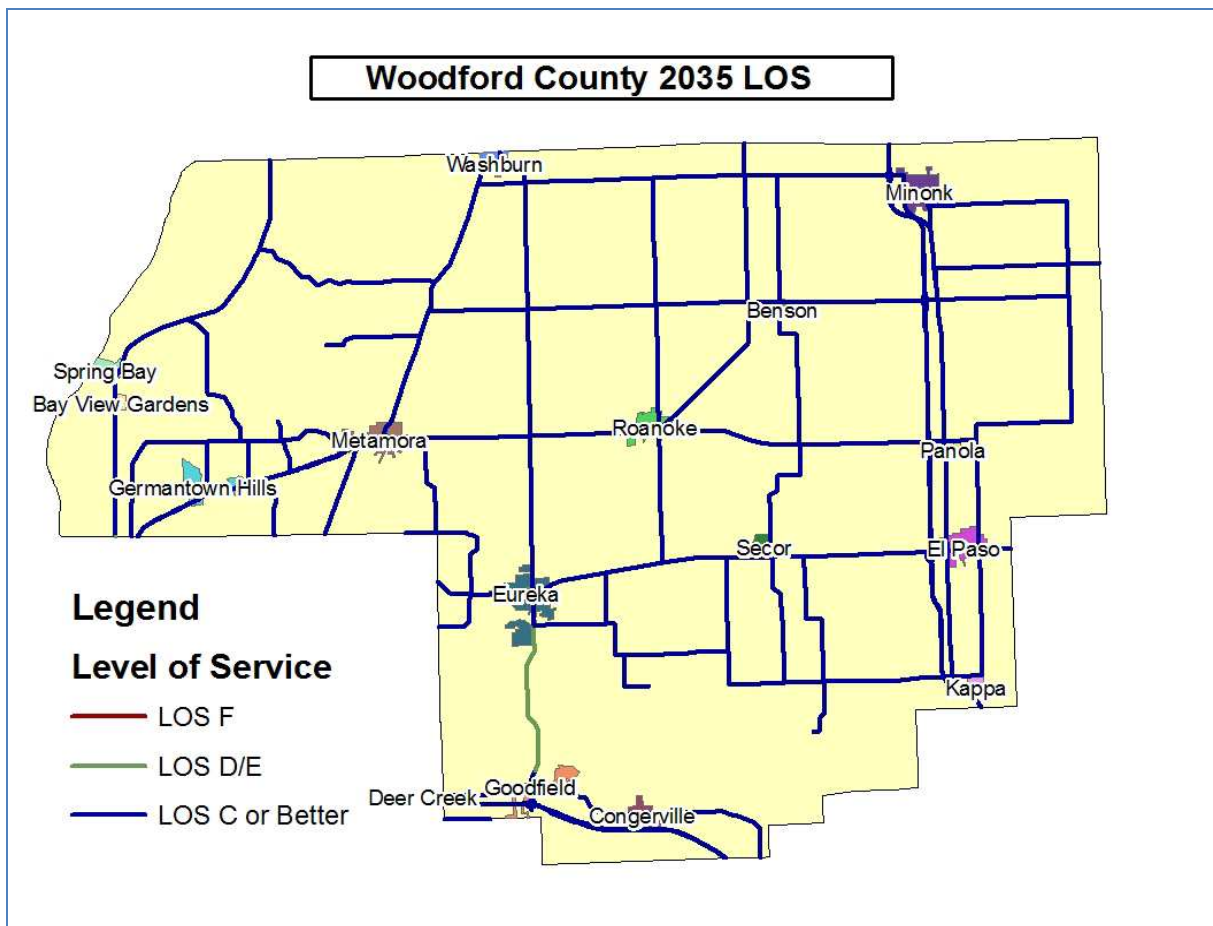 Woodford County 2035 LOS
Washburn
Minonk
Benson
Spring Bay
Bay View Gardens
Roanoke
Metamora
Panola
Germantown Hills
Secor
El Paso
Eureka
Kappa
Goodfield
Deer Creek
Congerville
Legend
Level of Service
LOS F
LOS D/E
LOS C or Better